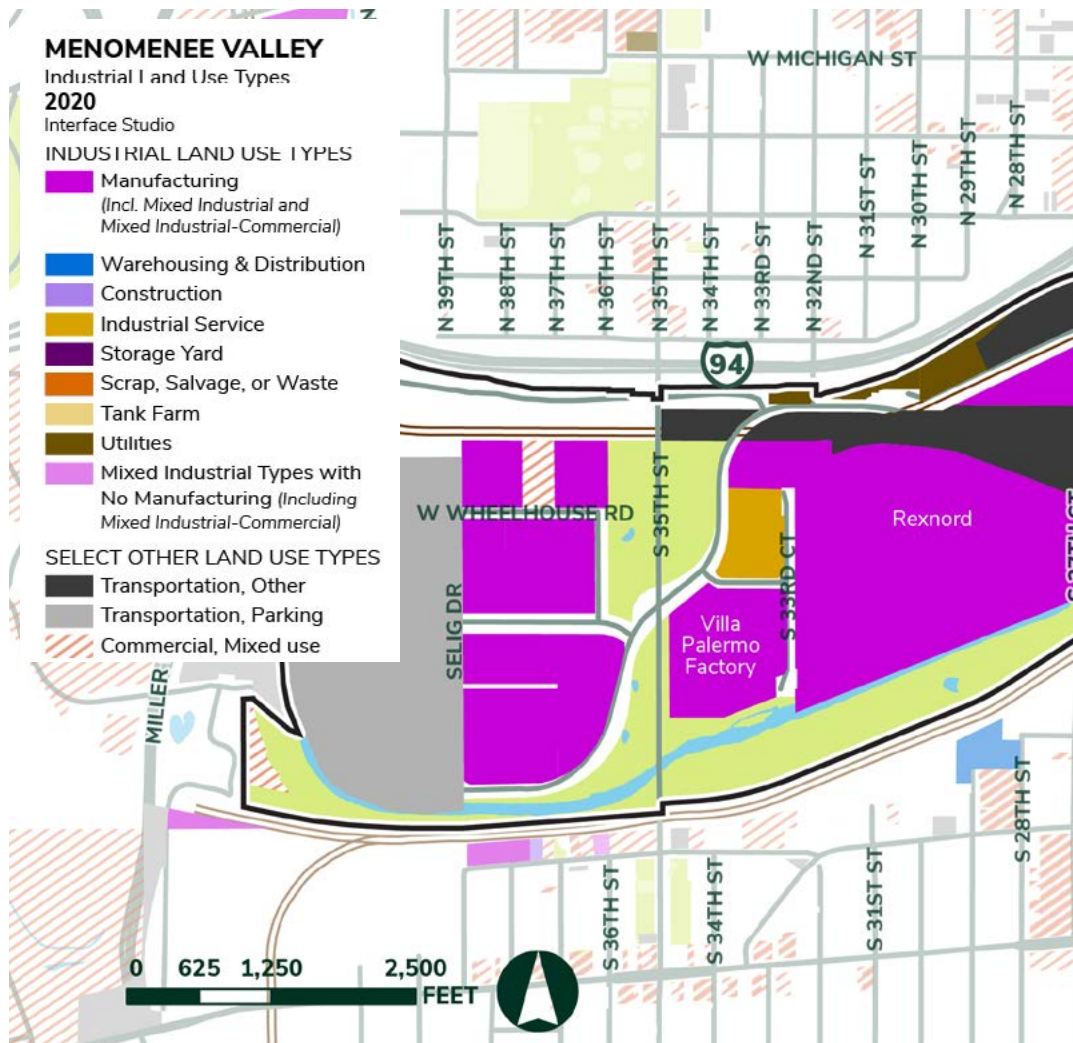 MENOMENEE VALLEY
Industrial Land Use Types
2020
Interface Studio
INDUSTRIAL LAND USE TYPES
Manufacturing
(Incl. Mixed Industrial and
Mixed Industrial-Commercial)
Warehousing & Distribution
Construction
Industrial Service
Storage Yard
Scrap, Salvage, or Waste
Tank Farm
Utilities
Mixed Industrial Types with
No Manufacturing (Including
Mixed Industrial-Commercial)
SELECT OTHER LAND USE TYPES
Transportation, Other
Transportation, Parking
Commercial, Mixed use
W MICHIGAN ST
N 39TH ST
N 38TH ST
N 37TH ST
N 36TH ST
N 35TH ST
N 34TH ST
N 33RD ST
N 32ND ST
N 31ST ST
N 30TH ST
N 29TH ST
N 28TH ST
94
W WHEELHOUSE RD
S 35TH ST
Rexnord
S 27TH ST
SELIG DR
Villa
Palermo
Factory
S 33RD CT
MILLER
S 28TH ST
S 36TH ST
S 34TH ST
S 31ST ST
0 625 1,250 2,500
FEET